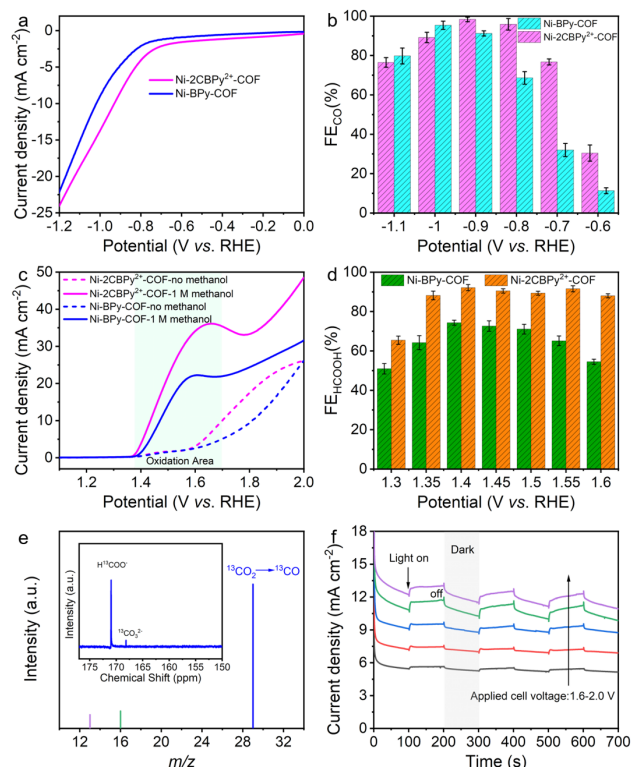 a
Current density (mA cm⁻²)
0
-5
-10
-15
-20
-25
Ni-2CBPy²⁺-COF
Ni-BPy-COF
-1.2 -1.0 -0.8 -0.6 -0.4 -0.2 0.0
Potential (V vs. RHE)
b
FE_CO(%)
100
80
60
40
20
0
Ni-BPy-COF
Ni-2CBPy²⁺-COF
-1.1 -1 -0.9 -0.8 -0.7 -0.6
Potential (V vs. RHE)
c
Current density (mA cm⁻²)
50
40
30
20
10
0
Ni-2CBPy²⁺-COF-no methanol
Ni-2CBPy²⁺-COF-1 M methanol
Ni-BPy-COF-no methanol
Ni-BPy-COF-1 M methanol
Oxidation Area
1.2 1.4 1.6 1.8 2.0
Potential (V vs. RHE)
d
FE_HCOOH(%)
100
80
60
40
20
0
Ni-BPy-COF
Ni-2CBPy²⁺-COF
1.3 1.35 1.4 1.45 1.5 1.55 1.6
Potential (V vs. RHE)
e
Intensity (a.u.)
Intensity (a.u.)
H¹³COO⁻
¹³CO₃²⁻
170 165 160 155 150
Chemical Shift (ppm)
¹³CO₂→¹³CO
12 16 20 24 28 32
m/z
f
Current density (mA cm⁻²)
18
15
12
9
6
3
0
Light on
off
Dark
Applied cell voltage:1.6-2.0 V
0 100 200 300 400 500 600 700
Time (s)